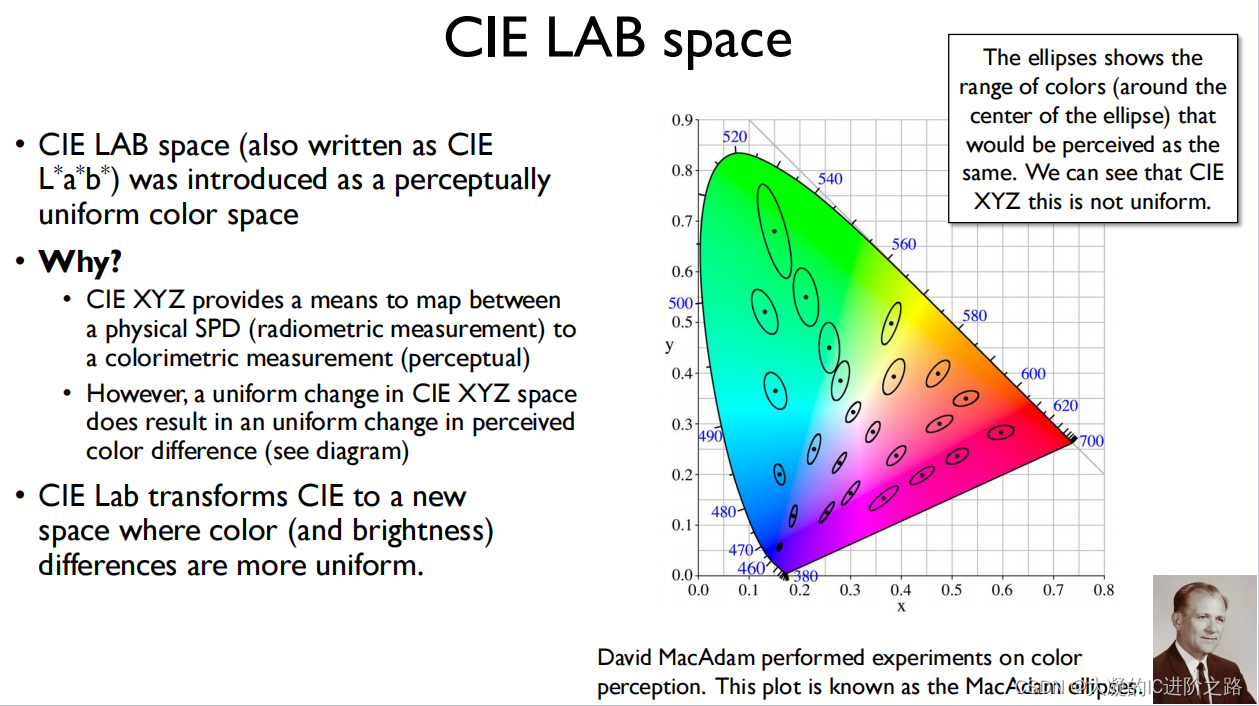 CIE LAB space
• CIE LAB space (also written as CIE
L*a*b*) was introduced as a perceptually
uniform color space
• Why?
• CIE XYZ provides a means to map between
a physical SPD (radiometric measurement) to
a colorimetric measurement (perceptual)
• However, a uniform change in CIE XYZ space
does result in an uniform change in perceived
color difference (see diagram)
• CIE Lab transforms CIE to a new
space where color (and brightness)
differences are more uniform.
The ellipses shows the
range of colors (around the
center of the ellipse) that
would be perceived as the
same. We can see that CIE
XYZ this is not uniform.
0.9
0.8
0.7
0.6
0.5
y
0.4
0.3
0.2
0.1
0.0
0.0 0.1 0.2 0.3 0.4 0.5 0.6 0.7 0.8
x
520
540
560
500
580
600
620
490
700
480
470
460
380
David MacAdam performed experiments on color
perception. This plot is known as the MacAdam ellipses.
CSDN @大凝的IC进阶之路